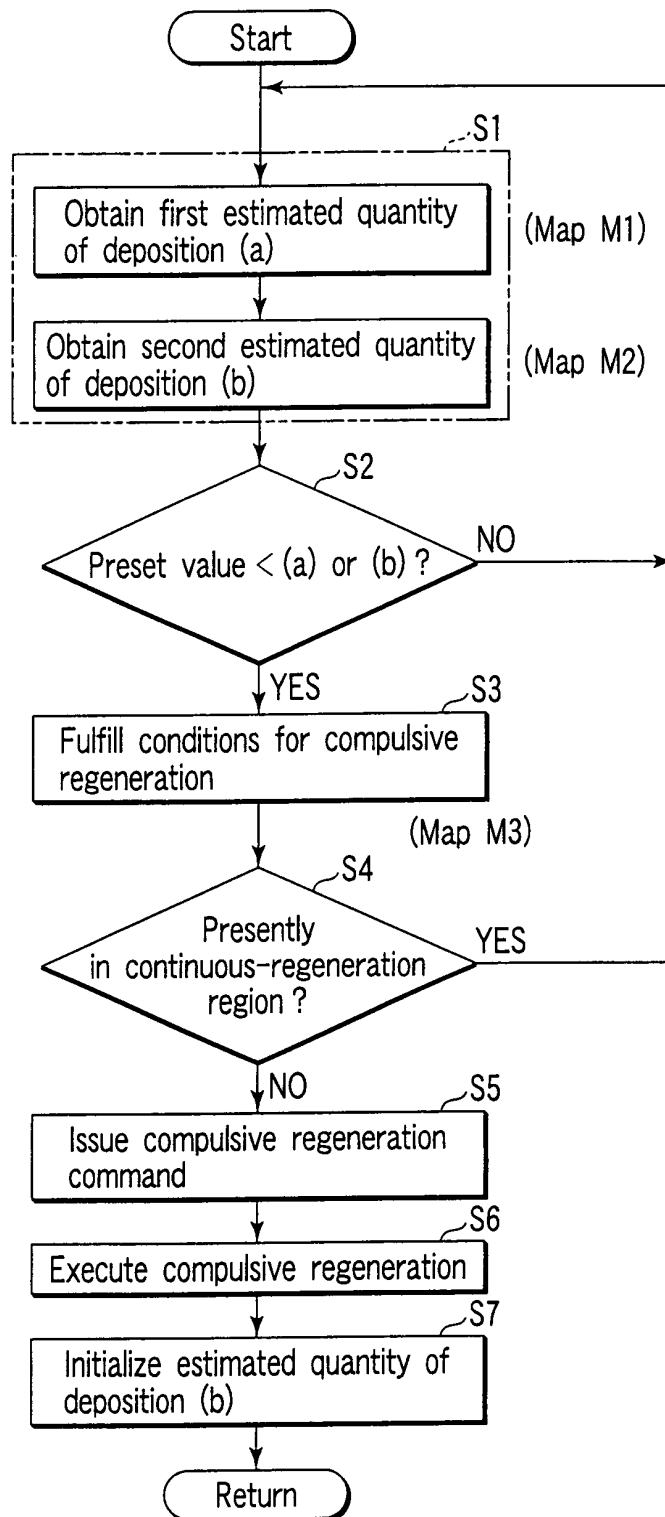 Start
S1
Obtain first estimated quantity
of deposition (a)
(Map M1)
Obtain second estimated quantity
of deposition (b)
(Map M2)
S2
Preset value < (a) or (b) ?
NO
YES
S3
Fulfill conditions for compulsive
regeneration
(Map M3)
S4
Presently
in continuous-regeneration
region ?
YES
NO
S5
Issue compulsive regeneration
command
S6
Execute compulsive regeneration
S7
Initialize estimated quantity of
deposition (b)
Return